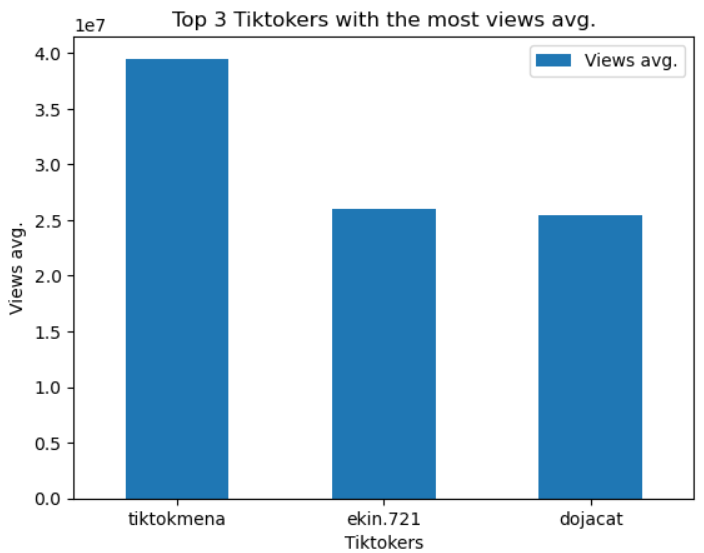 Top 3 Tiktokers with the most views avg.
1e7
Views avg.
4.0
3.5
3.0
2.5
2.0
1.5
1.0
0.5
0.0
Views avg.
tiktokmena ekin.721 dojacat
Tiktokers